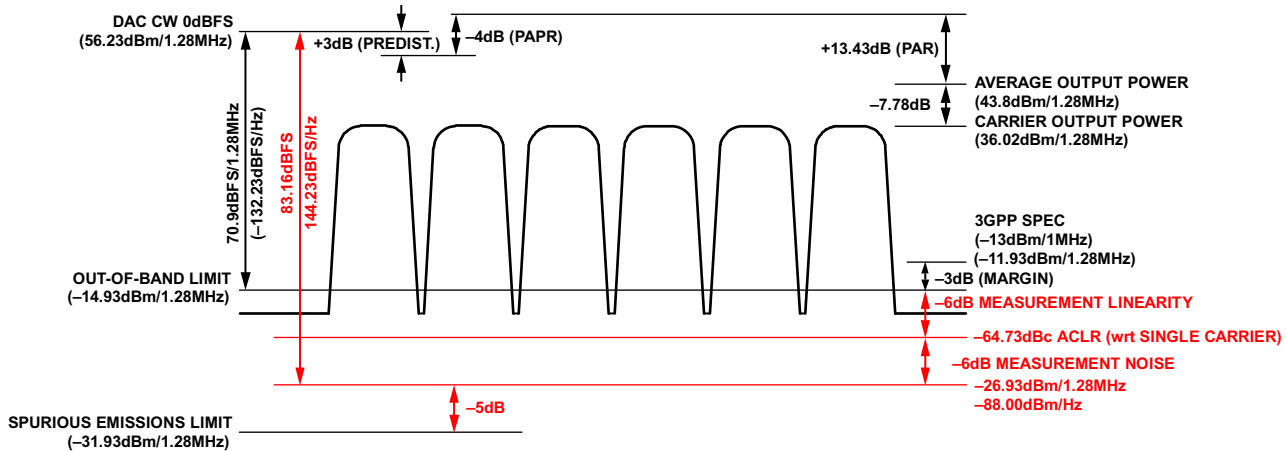 DAC CW 0dBFS
(56.23dBm/1.28MHz)
+3dB (PREDIST.)
–4dB (PAPR)
+13.43dB (PAR)
AVERAGE OUTPUT POWER
(43.8dBm/1.28MHz)
–7.78dB
CARRIER OUTPUT POWER
(36.02dBm/1.28MHz)
70.9dBFS/1.28MHz
(–132.23dBFS/Hz)
83.16dBFS
144.23dBFS/Hz
3GPP SPEC
(–13dBm/1MHz)
(–11.93dBm/1.28MHz)
–3dB (MARGIN)
OUT-OF-BAND LIMIT
(–14.93dBm/1.28MHz)
–6dB MEASUREMENT LINEARITY
–64.73dBc ACLR (wrt SINGLE CARRIER)
–6dB MEASUREMENT NOISE
–26.93dBm/1.28MHz
–88.00dBm/Hz
–5dB
SPURIOUS EMISSIONS LIMIT
(–31.93dBm/1.28MHz)